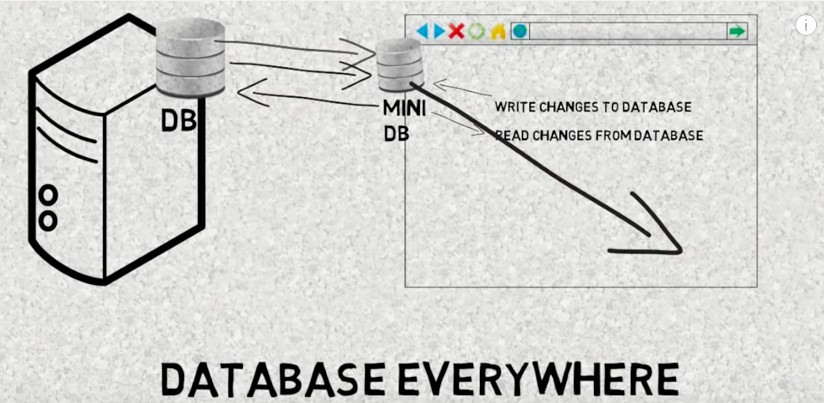 DB
MINI
DB
WRITE CHANGES TO DATABASE
READ CHANGES FROM DATABASE
DATABASE EVERYWHERE